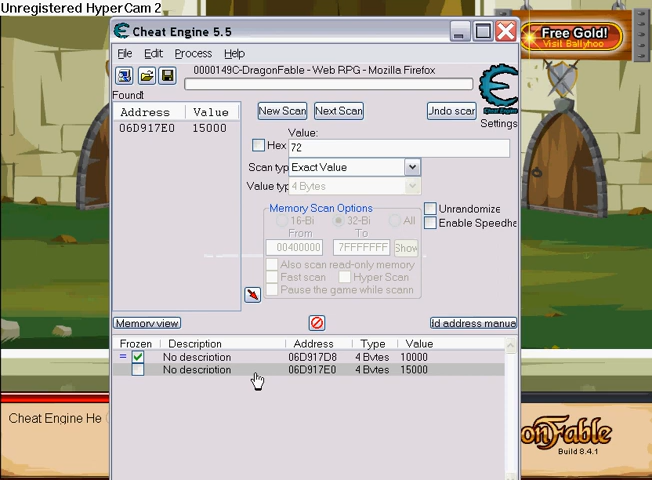 Unregistered HyperCam 2
Cheat Engine 5.5
File Edit Process Help
0000149C-DragonFable - Web RPG - Mozilla Firefox
Found:
Address Value
06D917E0 15000
New Scan Next Scan Undo scar
Settings
Value:
Hex 72
Scan typ Exact Value
Value typ 4 Bytes
Memory Scan Options
16-Bi 32-Bi All
From To
00400000 7FFFFFFF Show
Also scan read-only memory
Fast scan Hyper Scan
Pause the game while scann
Unrandomize
Enable Speedha
Memory view
ld address manua
Frozen Description Address Type Value
= No description 06D917D8 4 Bytes 10000
No description 06D917E0 4 Bytes 15000
Free Gold!
Visit Ballyhoo
Cheat Engine He
onFable
Build 8.4.1